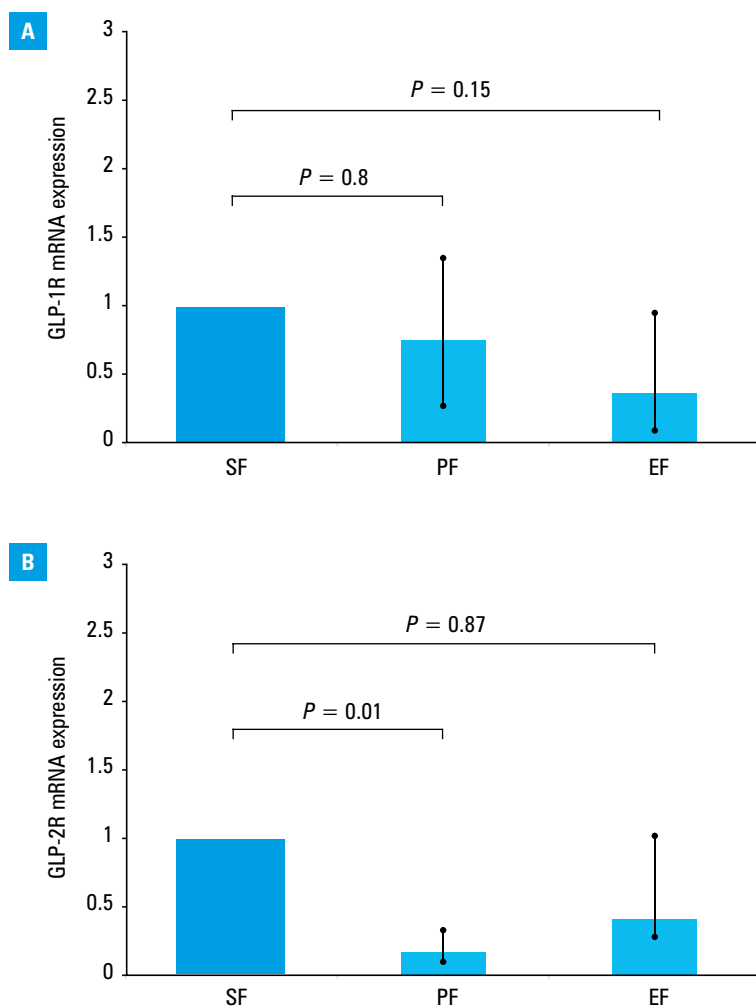 A
GLP-1R mRNA expression
3
2.5
2
1.5
1
0.5
0
P = 0.15
P = 0.8
SF PF EF
B
GLP-2R mRNA expression
3
2.5
2
1.5
1
0.5
0
P = 0.87
P = 0.01
SF PF EF